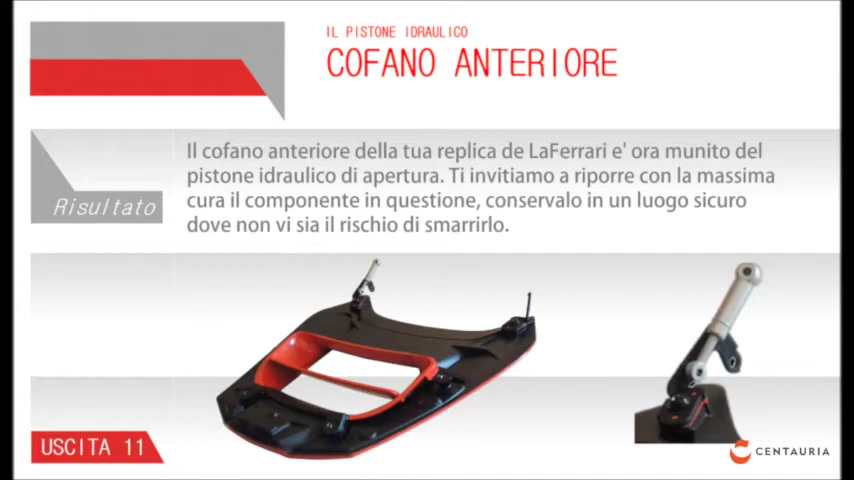 IL PISTONE IDRAULICO
COFANO ANTERIORE
Il cofano anteriore della tua replica de LaFerrari e' ora munito del
pistone idraulico di apertura. Ti invitiamo a riporre con la massima
cura il componente in questione, conservalo in un luogo sicuro
dove non vi sia il rischio di smarrirlo.
Risultato
USCITA 11
CENTAURIA